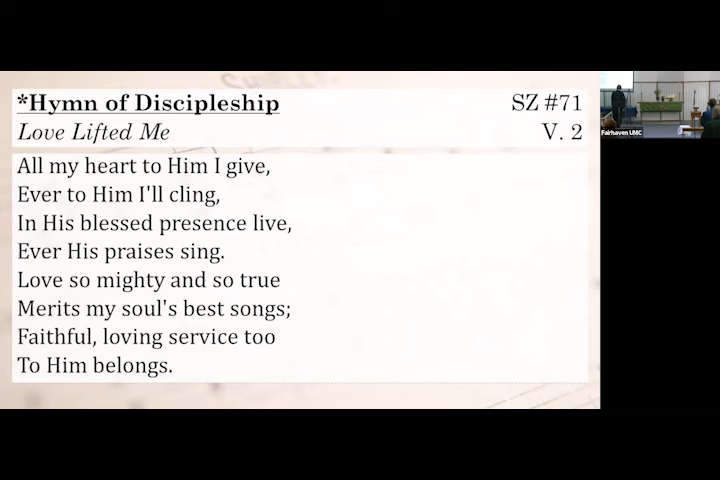 *Hymn of Discipleship SZ #71
Love Lifted Me V. 2
All my heart to Him I give,
Ever to Him I'll cling,
In His blessed presence live,
Ever His praises sing.
Love so mighty and so true
Merits my soul's best songs;
Faithful, loving service too
To Him belongs.
Fairhaven UMC